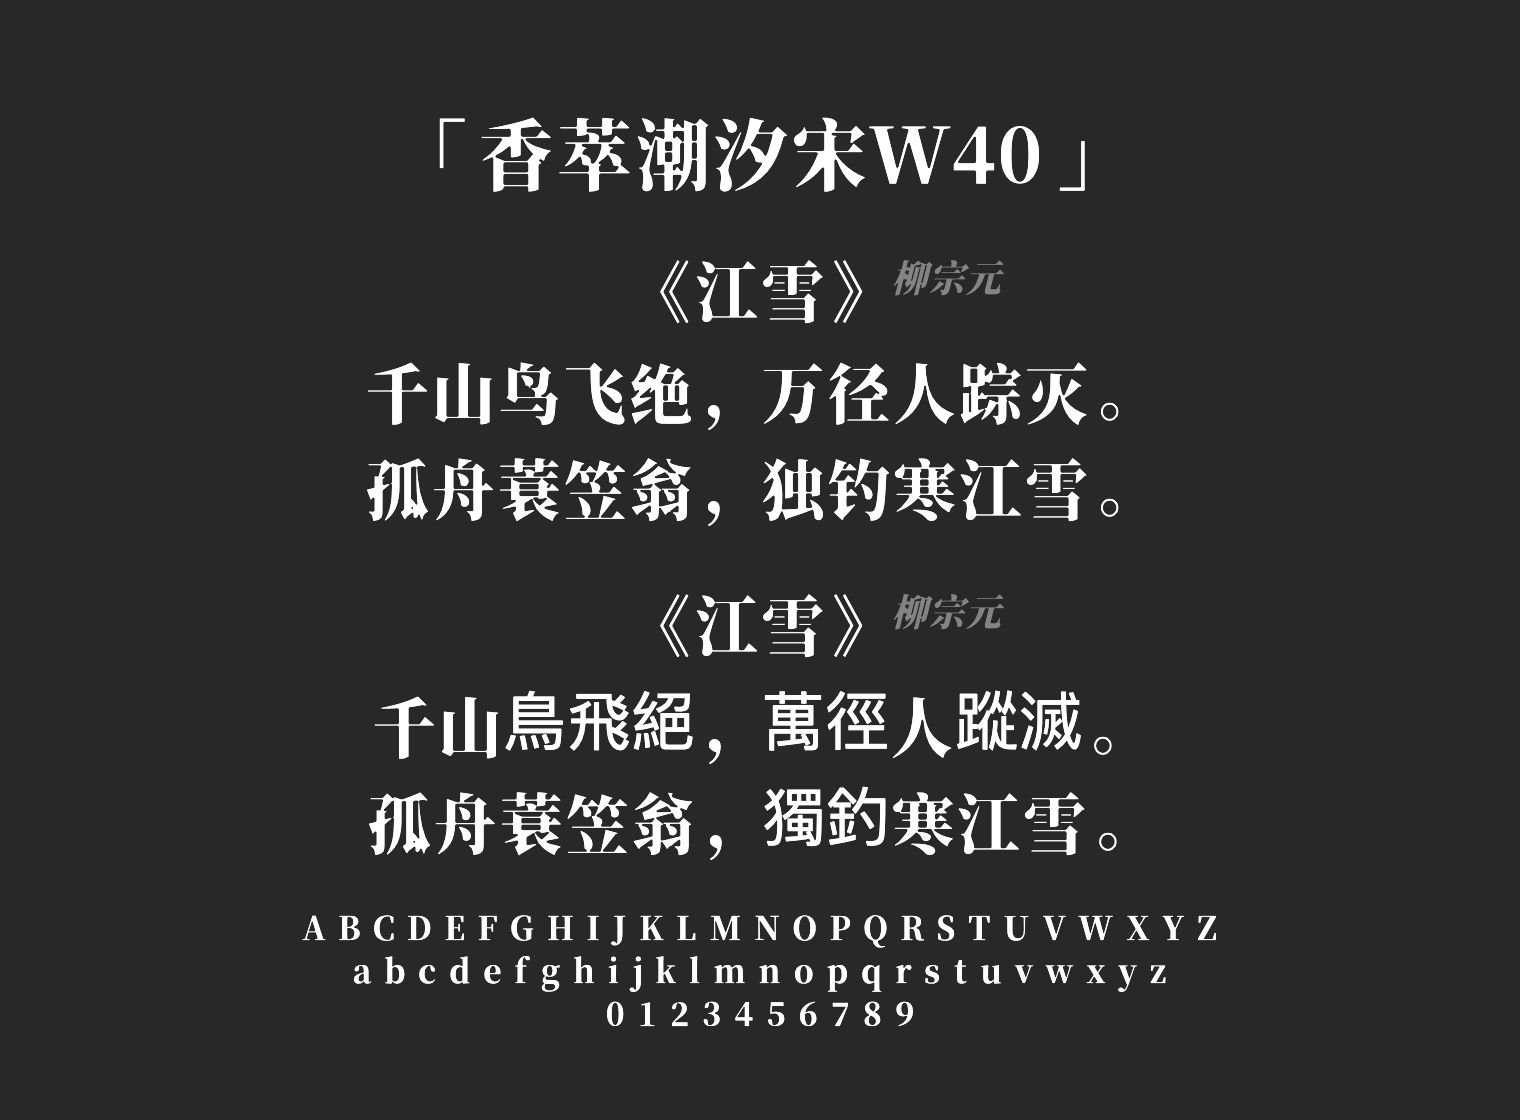 「香萃潮汐宋W40」
《江雪》柳宗元
千山鸟飞绝，万径人踪灭。
孤舟蓑笠翁，独钓寒江雪。
《江雪》柳宗元
千山鳥飛絕，萬徑人蹤滅。
孤舟蓑笠翁，獨釣寒江雪。
A B C D E F G H I J K L M N O P Q R S T U V W X Y Z
a b c d e f g h i j k l m n o p q r s t u v w x y z
0 1 2 3 4 5 6 7 8 9